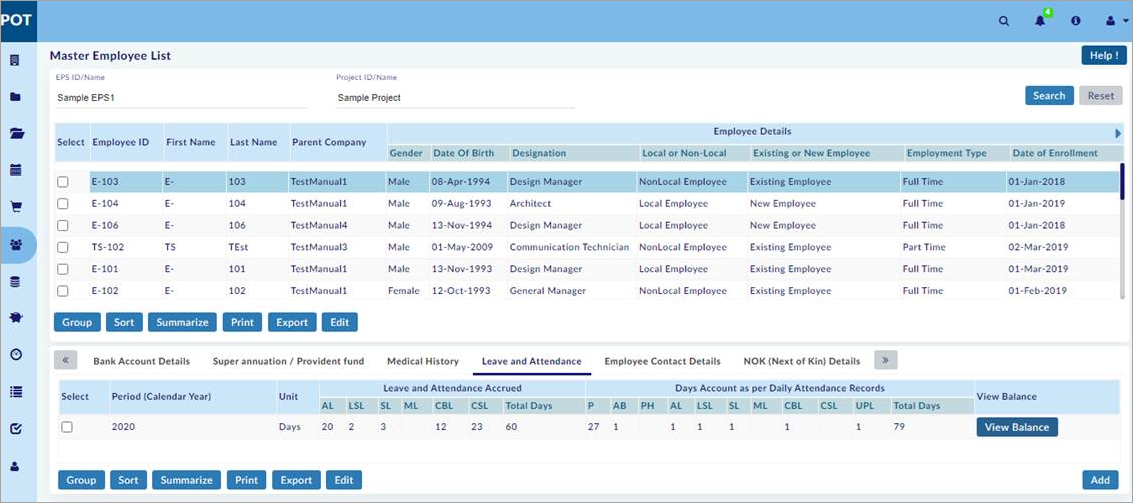 POT
4
Master Employee List
Help !
EPS ID/Name
Project ID/Name
Sample EPS1
Sample Project
Search
Reset
Select Employee ID First Name Last Name Parent Company Employee Details
Gender Date Of Birth Designation Local or Non-Local Existing or New Employee Employment Type Date of Enrollment
E-103 E- 103 TestManual1 Male 08-Apr-1994 Design Manager NonLocal Employee Existing Employee Full Time 01-Jan-2018
E-104 E- 104 TestManual1 Male 09-Aug-1993 Architect Local Employee New Employee Full Time 01-Jan-2019
E-106 E- 106 TestManual4 Male 13-Nov-1994 Design Manager Local Employee New Employee Full Time 01-Jan-2018
TS-102 TS TEst TestManual3 Male 01-May-2009 Communication Technician NonLocal Employee Existing Employee Part Time 02-Mar-2019
E-101 E- 101 TestManual1 Male 13-Nov-1993 Design Manager Local Employee Existing Employee Full Time 01-Mar-2019
E-102 E- 102 TestManual1 Female 12-Oct-1993 General Manager NonLocal Employee Existing Employee Full Time 01-Feb-2019
Group Sort Summarize Print Export Edit
« Bank Account Details Super annuation / Provident fund Medical History Leave and Attendance Employee Contact Details NOK (Next of Kin) Details »
Select Period (Calendar Year) Unit Leave and Attendance Accrued Days Account as per Daily Attendance Records View Balance
AL LSL SL ML CBL CSL Total Days P AB PH AL LSL SL ML CBL CSL UPL Total Days
2020 Days 20 2 3 12 23 60 27 1 1 1 1 1 1 79 View Balance
Group Sort Summarize Print Export Edit Add